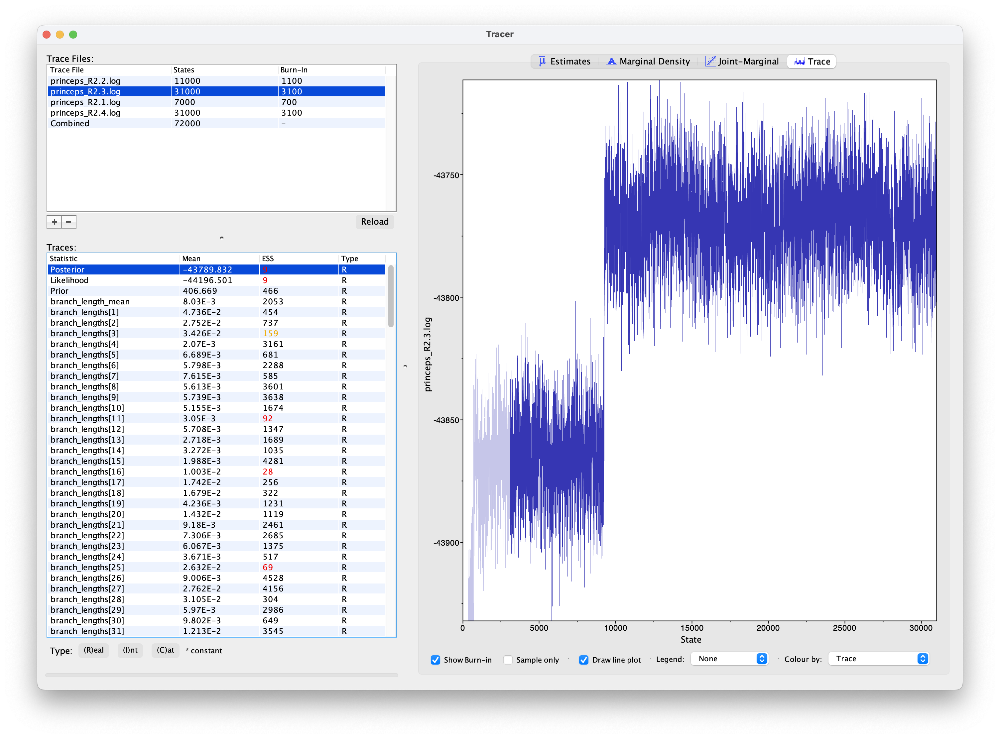 Tracer
Trace Files:
Trace File States Burn-In
princeps_R2.2.log 11000 1100
princeps_R2.3.log 31000 3100
princeps_R2.1.log 7000 700
princeps_R2.4.log 31000 3100
Combined 72000 -
+ - Reload
Traces:
Statistic Mean ESS Type
Posterior -43789.832 9 R
Likelihood -44196.501 9 R
Prior 406.669 466 R
branch_length_mean 8.03E-3 2053 R
branch_lengths[1] 4.736E-2 454 R
branch_lengths[2] 2.752E-2 737 R
branch_lengths[3] 3.426E-2 159 R
branch_lengths[4] 2.07E-3 3161 R
branch_lengths[5] 6.689E-3 681 R
branch_lengths[6] 5.798E-3 2288 R
branch_lengths[7] 7.615E-3 585 R
branch_lengths[8] 5.613E-3 3601 R
branch_lengths[9] 5.739E-3 3638 R
branch_lengths[10] 5.155E-3 1674 R
branch_lengths[11] 3.05E-3 92 R
branch_lengths[12] 5.708E-3 1347 R
branch_lengths[13] 2.718E-3 1689 R
branch_lengths[14] 3.272E-3 1035 R
branch_lengths[15] 1.988E-3 4281 R
branch_lengths[16] 1.003E-2 28 R
branch_lengths[17] 1.742E-2 256 R
branch_lengths[18] 1.679E-2 322 R
branch_lengths[19] 4.236E-3 1231 R
branch_lengths[20] 1.432E-2 1119 R
branch_lengths[21] 9.18E-3 2461 R
branch_lengths[22] 7.306E-3 2685 R
branch_lengths[23] 6.067E-3 1375 R
branch_lengths[24] 3.671E-3 517 R
branch_lengths[25] 2.632E-2 69 R
branch_lengths[26] 9.006E-3 4528 R
branch_lengths[27] 2.762E-2 4156 R
branch_lengths[28] 3.105E-2 304 R
branch_lengths[29] 5.97E-3 2986 R
branch_lengths[30] 9.802E-3 649 R
branch_lengths[31] 1.213E-2 3545 R
Type: (R)eal (I)nt (C)at * constant
Estimates Marginal Density Joint-Marginal Trace
princeps_R2.3.log
-43750
-43800
-43850
-43900
0 5000 10000 15000 20000 25000 30000
State
Show Burn-in Sample only Draw line plot Legend: None Colour by: Trace